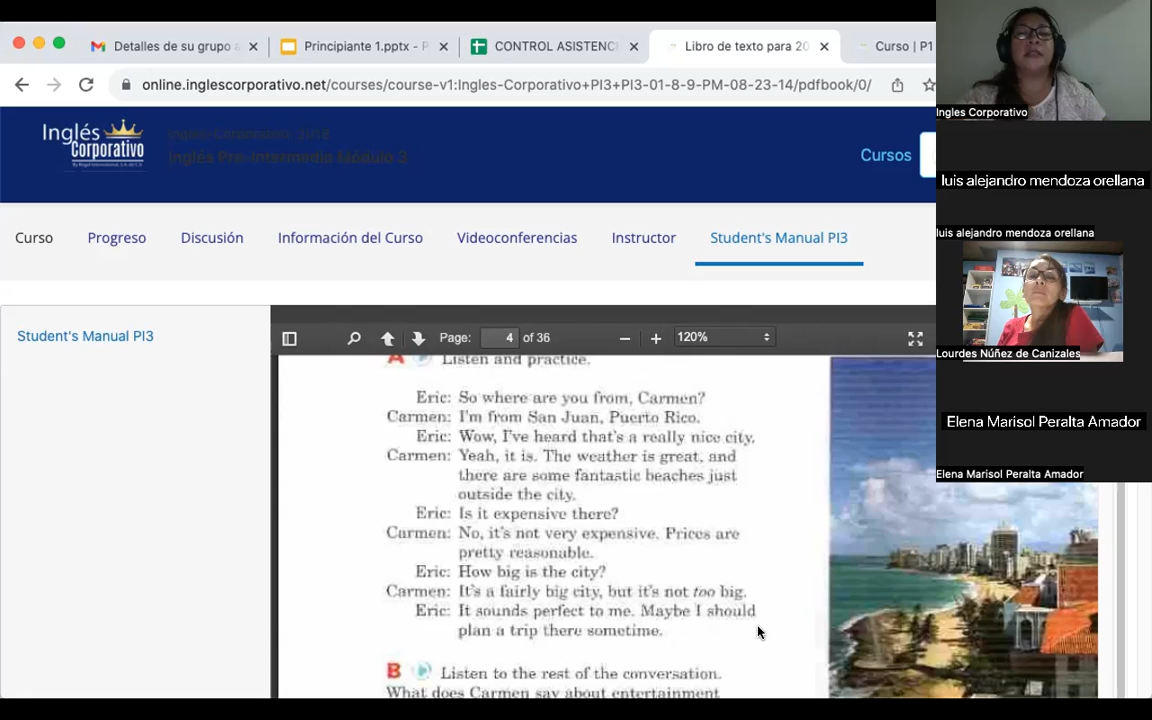 Detalles de su grupo a
Principiante 1.pptx - P
CONTROL ASISTENCI
Libro de texto para 20
Curso | P1
online.inglescorporativo.net/courses/course-v1:Ingles-Corporativo+PI3+PI3-01-8-9-PM-08-23-14/pdfbook/0/
Inglés
Corporativo
Ingles-Corporativo: 2019
Inglés Pre-Intermedio Módulo 3
Cursos
Curso
Progreso
Discusión
Información del Curso
Videoconferencias
Instructor
Student's Manual PI3
Student's Manual PI3
Page: 4 of 36
120%
A Listen and practice.
Eric: So where are you from, Carmen?
Carmen: I'm from San Juan, Puerto Rico.
Eric: Wow, I've heard that's a really nice city.
Carmen: Yeah, it is. The weather is great, and
there are some fantastic beaches just
outside the city.
Eric: Is it expensive there?
Carmen: No, it's not very expensive. Prices are
pretty reasonable.
Eric: How big is the city?
Carmen: It's a fairly big city, but it's not too big.
Eric: It sounds perfect to me. Maybe I should
plan a trip there sometime.
B Listen to the rest of the conversation.
What does Carmen say about entertainment
Ingles Corporativo
luis alejandro mendoza orellana
luis alejandro mendoza orellana
Lourdes Núñez de Canizales
Elena Marisol Peralta Amador
Elena Marisol Peralta Amador